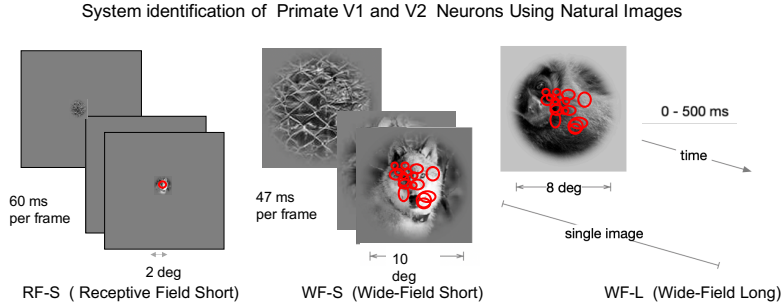 System identification of Primate V1 and V2 Neurons Using Natural Images
60 ms
per frame
2 deg
RF-S ( Receptive Field Short)
47 ms
per frame
10
deg
WF-S (Wide-Field Short)
8 deg
0 - 500 ms
time
single image
WF-L (Wide-Field Long)